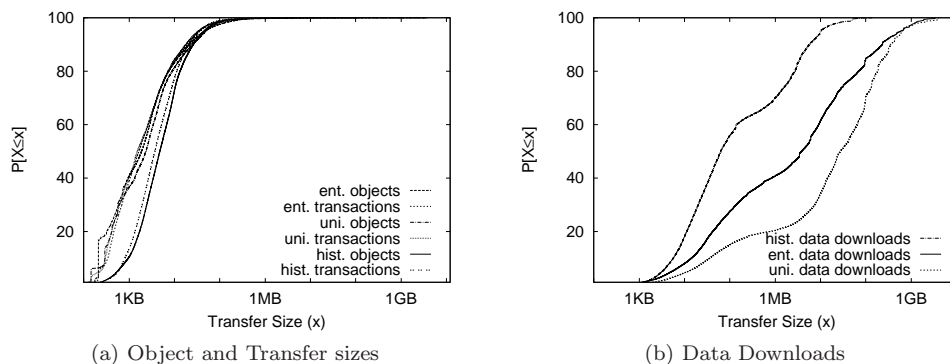 100
80
60
40
20
P[X≤x]
ent. objects
ent. transactions
uni. objects
uni. transactions
hist. objects
hist. transactions
1KB 1MB 1GB
Transfer Size (x)
(a) Object and Transfer sizes
100
80
60
40
20
P[X≤x]
hist. data downloads
ent. data downloads
uni. data downloads
1KB 1MB 1GB
Transfer Size (x)
(b) Data Downloads